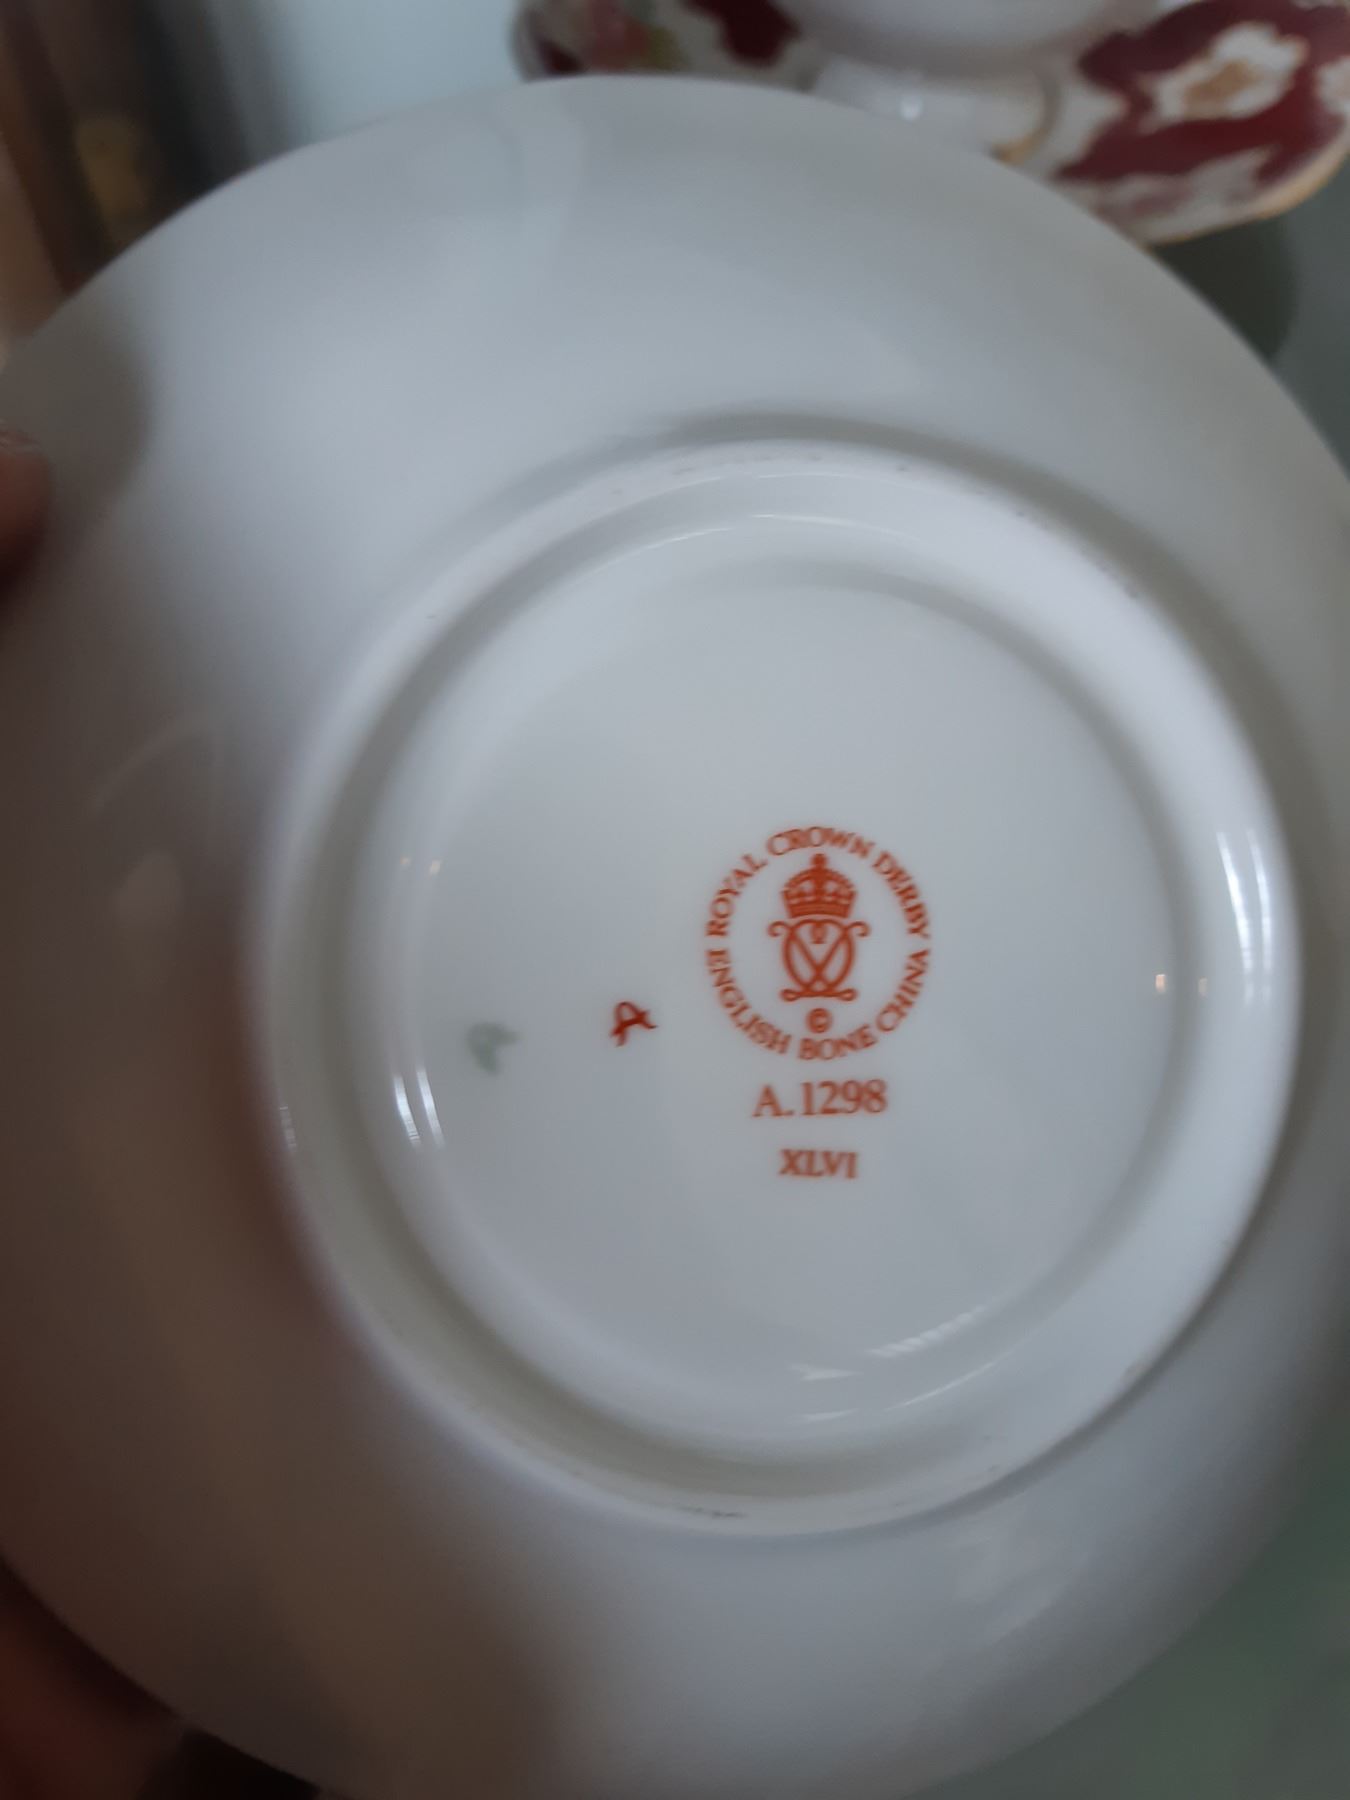 ROYAL CROWN DERBY
ENGLISH BONE CHINA
©
A. 1298
XLVI
A
A